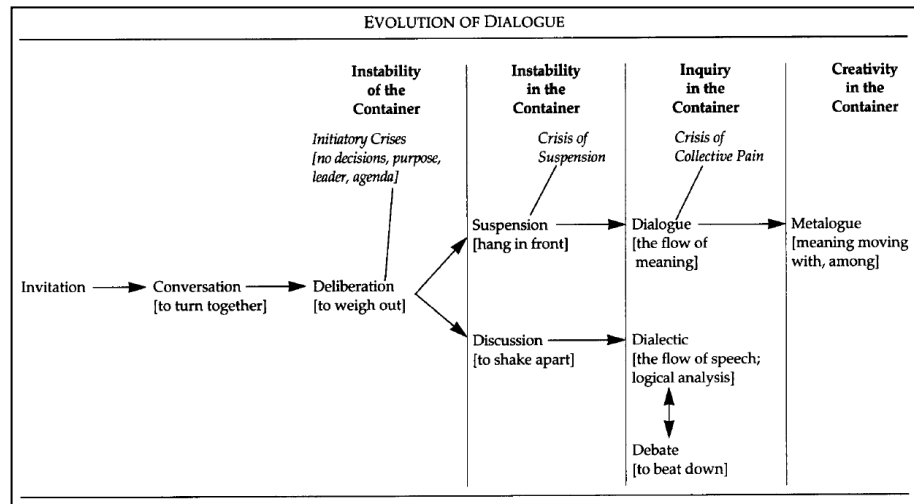 EVOLUTION OF DIALOGUE
Instability
of the
Container
Instability
in the
Container
Inquiry
in the
Container
Creativity
in the
Container
Initiatory Crises
[no decisions, purpose,
leader, agenda]
Crisis of
Suspension
Crisis of
Collective Pain
Suspension
[hang in front]
Dialogue
[the flow of
meaning]
Metalogue
[meaning moving
with, among]
Invitation
Conversation
[to turn together]
Deliberation
[to weigh out]
Discussion
[to shake apart]
Dialectic
[the flow of speech;
logical analysis]
Debate
[to beat down]